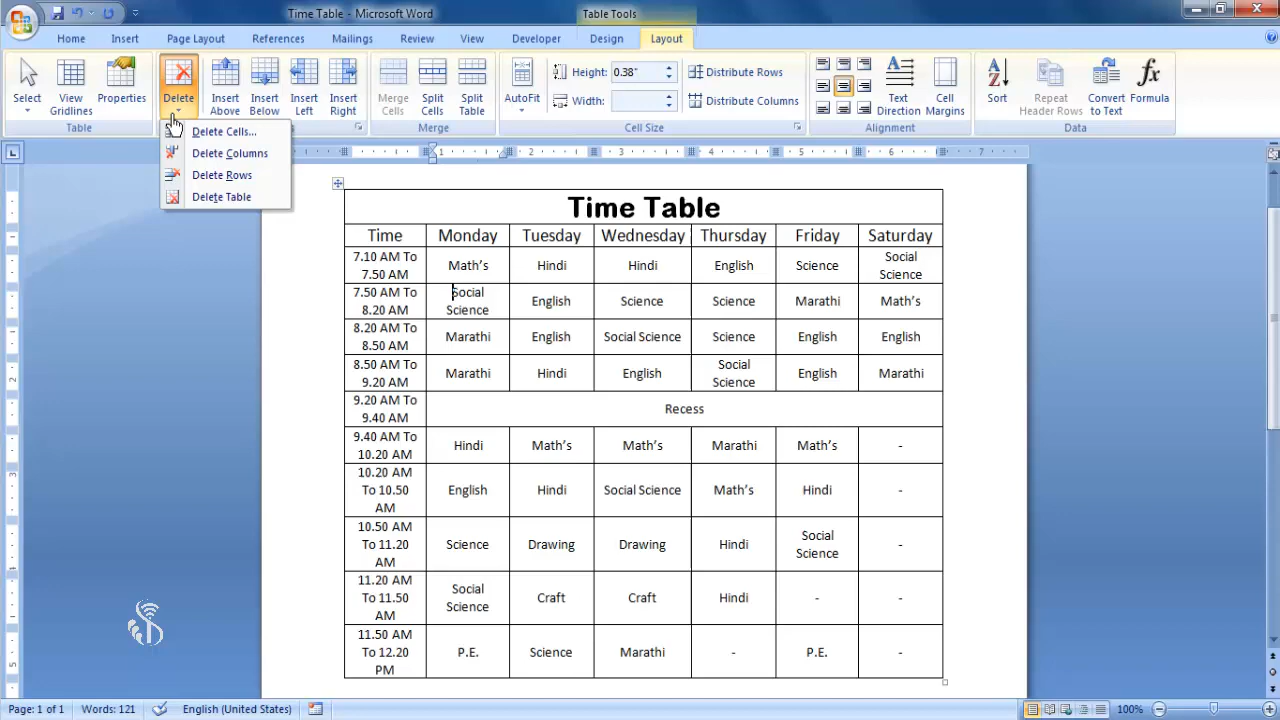 Time Table - Microsoft Word
Table Tools
Home Insert Page Layout References Mailings Review View Developer Design Layout
Select
View Gridlines
Properties
Table
Delete
Insert Above
Insert Below
Insert Left
Insert Right
Merge Cells
Split Cells
Split Table
Merge
AutoFit
Height: 0.38"
Width:
Distribute Rows
Distribute Columns
Cell Size
Text Direction
Cell Margins
Alignment
Sort
Repeat Header Rows
Convert to Text
Formula
Data
Delete Cells...
Delete Columns
Delete Rows
Delete Table
1 2 3 4 5 6 7
Time Table
Time Monday Tuesday Wednesday Thursday Friday Saturday
7.10 AM To 7.50 AM Math's Hindi Hindi English Science Social Science
7.50 AM To 8.20 AM Social Science English Science Science Marathi Math's
8.20 AM To 8.50 AM Marathi English Social Science Science English English
8.50 AM To 9.20 AM Marathi Hindi English Social Science English Marathi
9.20 AM To 9.40 AM Recess
9.40 AM To 10.20 AM Hindi Math's Math's Marathi Math's -
10.20 AM To 10.50 AM English Hindi Social Science Math's Hindi -
10.50 AM To 11.20 AM Science Drawing Drawing Hindi Social Science -
11.20 AM To 11.50 AM Social Science Craft Craft Hindi - -
11.50 AM To 12.20 PM P.E. Science Marathi - P.E. -
Page: 1 of 1 Words: 121 English (United States) 100%